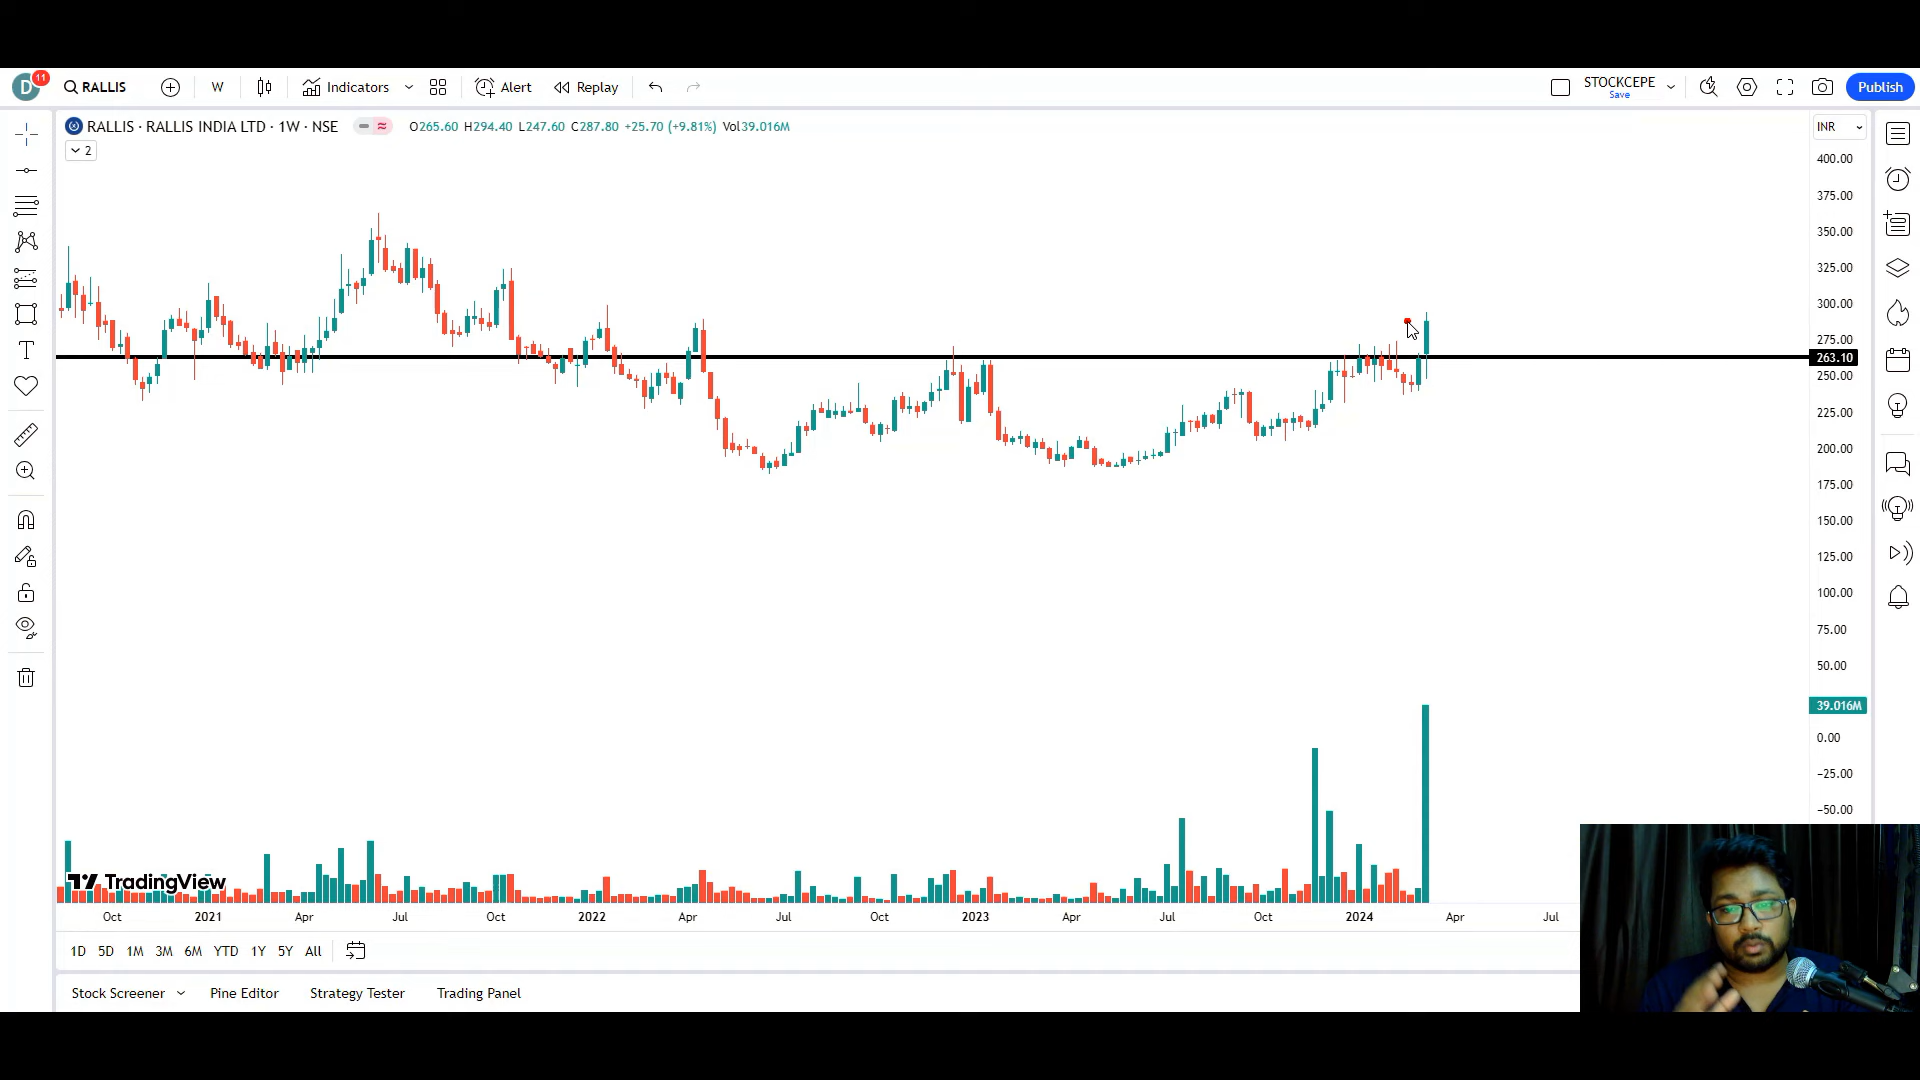 D 11 RALLIS W Indicators Alert Replay STOCKCEPE Save Publish
RALLIS · RALLIS INDIA LTD · 1W · NSE O265.60 H294.40 L247.60 C287.80 +25.70 (+9.81%) Vol39.016M INR
2
400.00
375.00
350.00
325.00
300.00
275.00
263.10
250.00
225.00
200.00
175.00
150.00
125.00
100.00
75.00
50.00
39.016M
0.00
−25.00
−50.00
TradingView
Oct 2021 Apr Jul Oct 2022 Apr Jul Oct 2023 Apr Jul Oct 2024 Apr Jul
1D 5D 1M 3M 6M YTD 1Y 5Y All
Stock Screener Pine Editor Strategy Tester Trading Panel